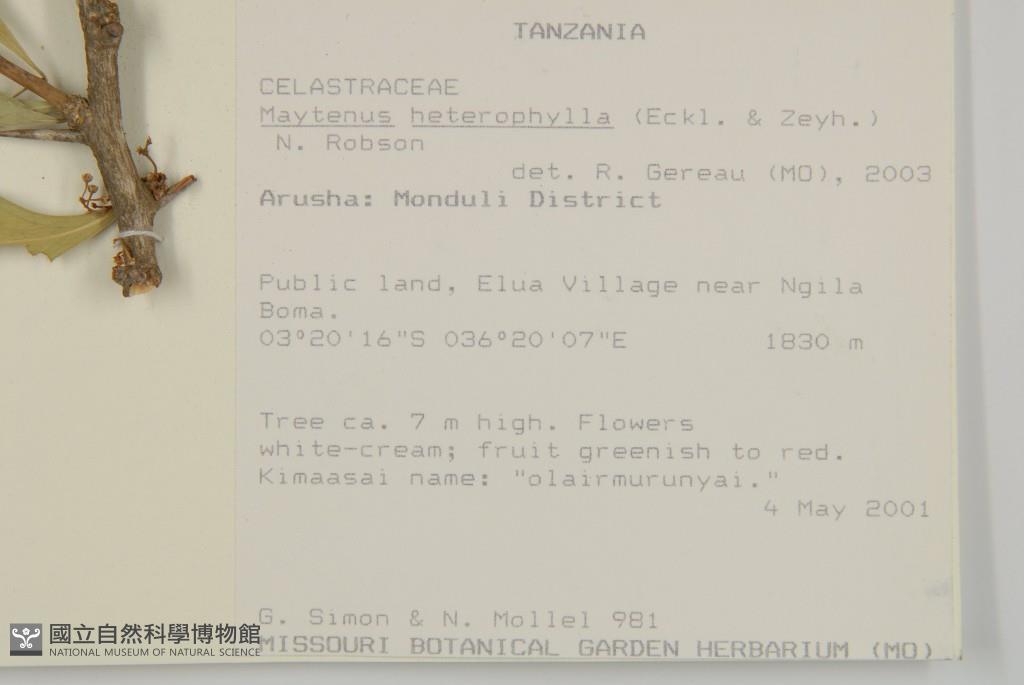 TANZANIA
CELASTRACEAE
Maytenus heterophylla (Eckl. & Zeyh.)
N. Robson
det. R. Gereau (MO), 2003
Arusha: Monduli District
Public land, Elua Village near Ngila
Boma.
03°20'16"S 036°20'07"E 1830 m
Tree ca. 7 m high. Flowers
white-cream; fruit greenish to red.
Kimaasai name: "olairmurunyai."
4 May 2001
G. Simon & N. Mollel 981
MISSOURI BOTANICAL GARDEN HERBARIUM (MO)
國立自然科學博物館
NATIONAL MUSEUM OF NATURAL SCIENCE